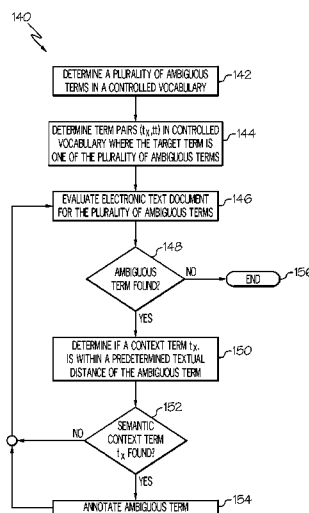 140
DETERMINE A PLURALITY OF AMBIGUOUS
TERMS IN A CONTROLLED VOCABULARY
142
DETERMINE TERM PAIRS (tx,tt) IN CONTROLLED
VOCABULARY WHERE THE TARGET TERM IS
ONE OF THE PLURALITY OF AMBIGUOUS TERMS
144
EVALUATE ELECTRONIC TEXT DOCUMENT
FOR THE PLURALITY OF AMBIGUOUS TERMS
146
148
AMBIGUOUS
TERM FOUND?
NO
END
156
YES
DETERMINE IF A CONTEXT TERM tx.
IS WITHIN A PREDETERMINED TEXTUAL
DISTANCE OF THE AMBIGUOUS TERM
150
152
SEMANTIC
CONTEXT TERM
tx FOUND?
NO
YES
ANNOTATE AMBIGUOUS TERM
154